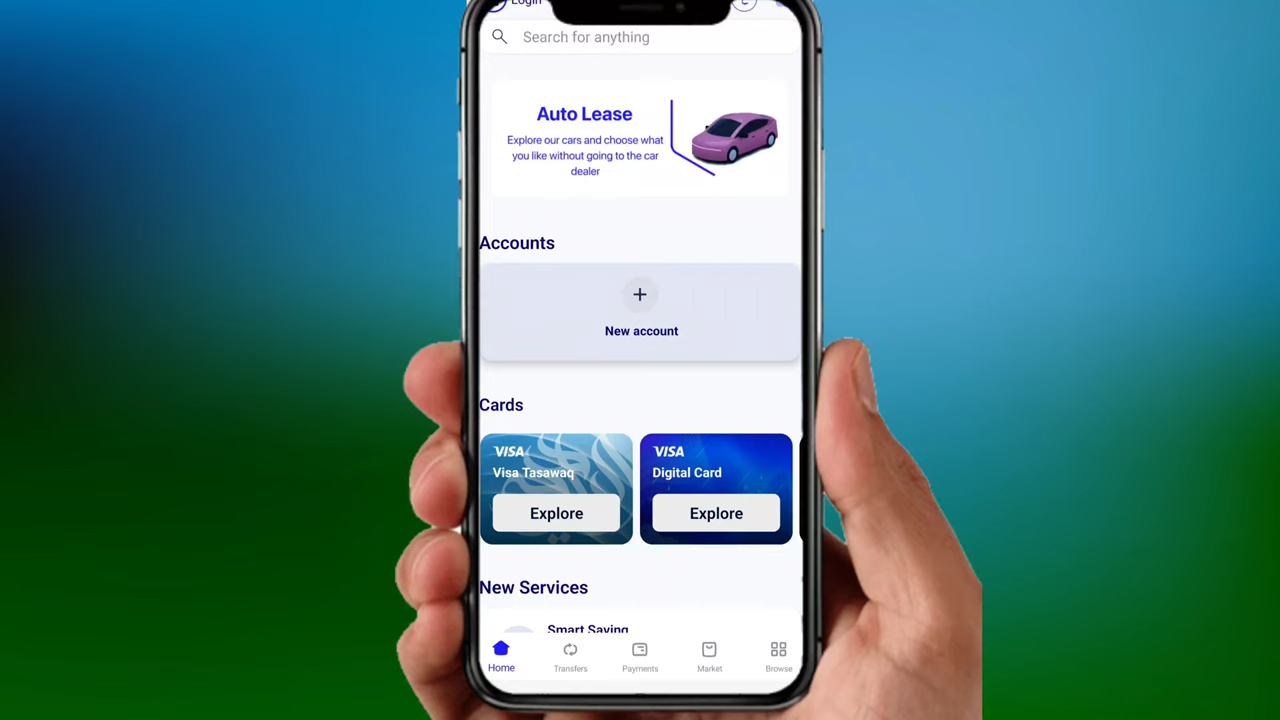 Login
Search for anything
Auto Lease
Explore our cars and choose what
you like without going to the car
dealer
Accounts
New account
Cards
VISA
Visa Tasawaq
Explore
VISA
Digital Card
Explore
New Services
Smart Saving
Home
Transfers
Payments
Market
Browse